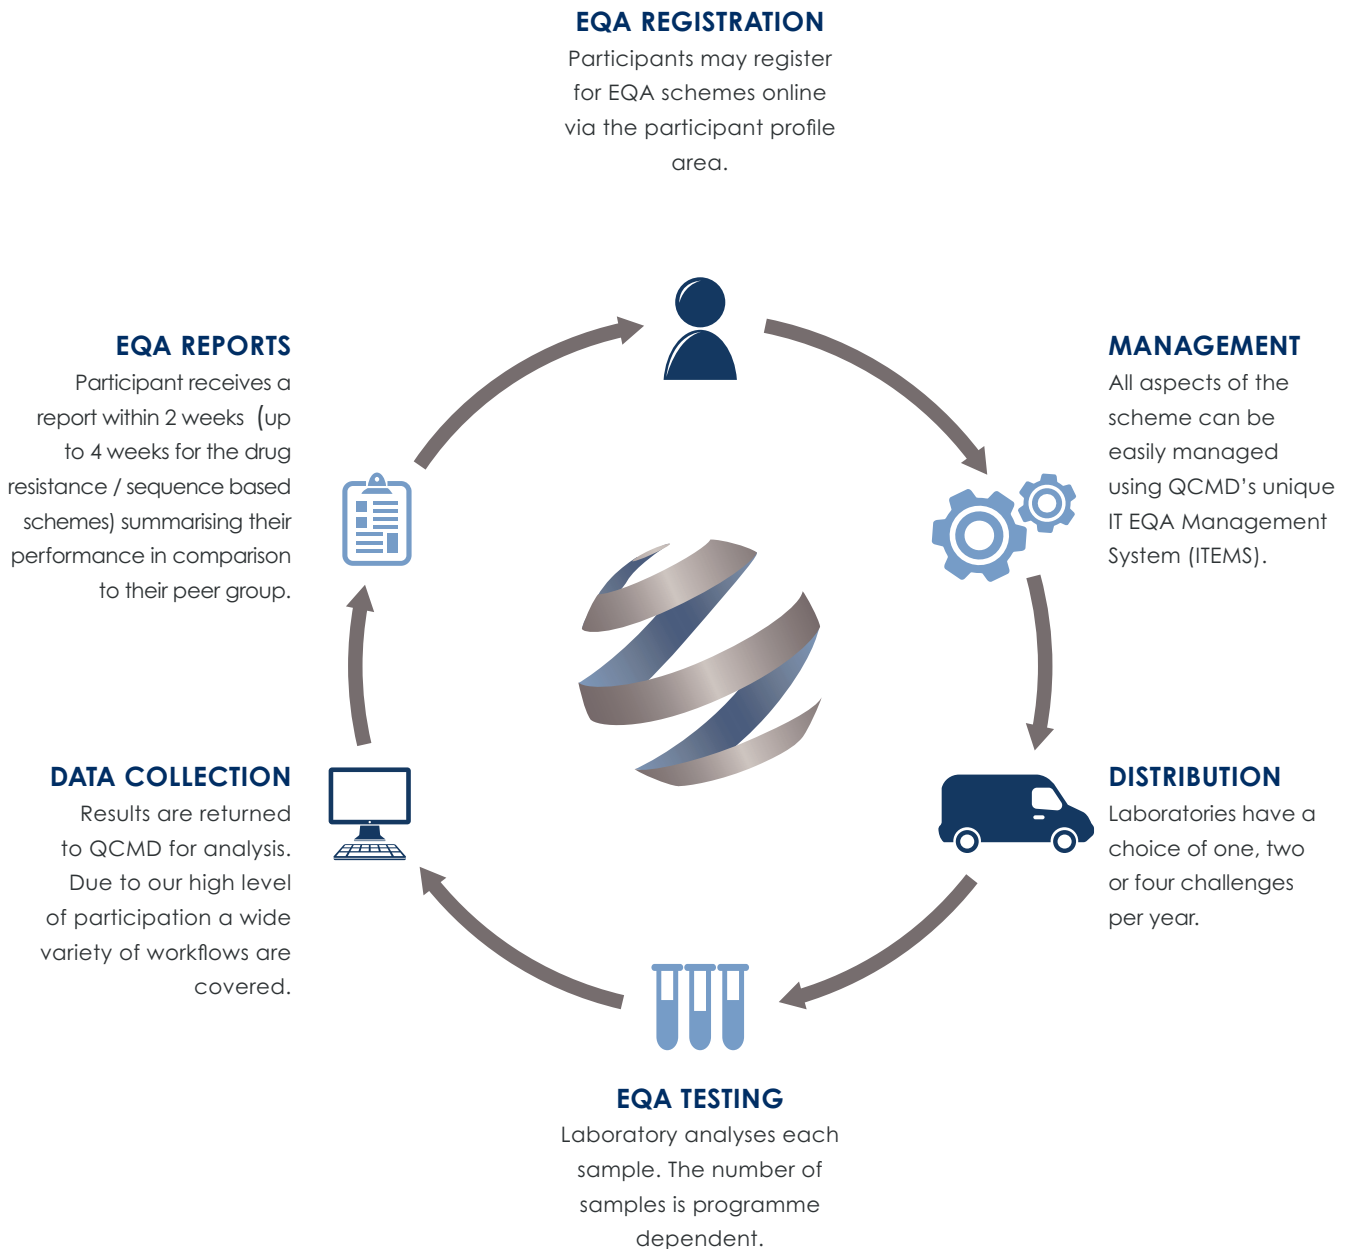 EQA REGISTRATION
Participants may register
for EQA schemes online
via the participant profile
area.
MANAGEMENT
All aspects of the
scheme can be
easily managed
using QCMD’s unique
IT EQA Management
System (ITEMS).
DISTRIBUTION
Laboratories have a
choice of one, two
or four challenges
per year.
EQA TESTING
Laboratory analyses each
sample. The number of
samples is programme
dependent.
DATA COLLECTION
Results are returned
to QCMD for analysis.
Due to our high level
of participation a wide
variety of workflows are
covered.
EQA REPORTS
Participant receives a
report within 2 weeks (up
to 4 weeks for the drug
resistance / sequence based
schemes) summarising their
performance in comparison
to their peer group.